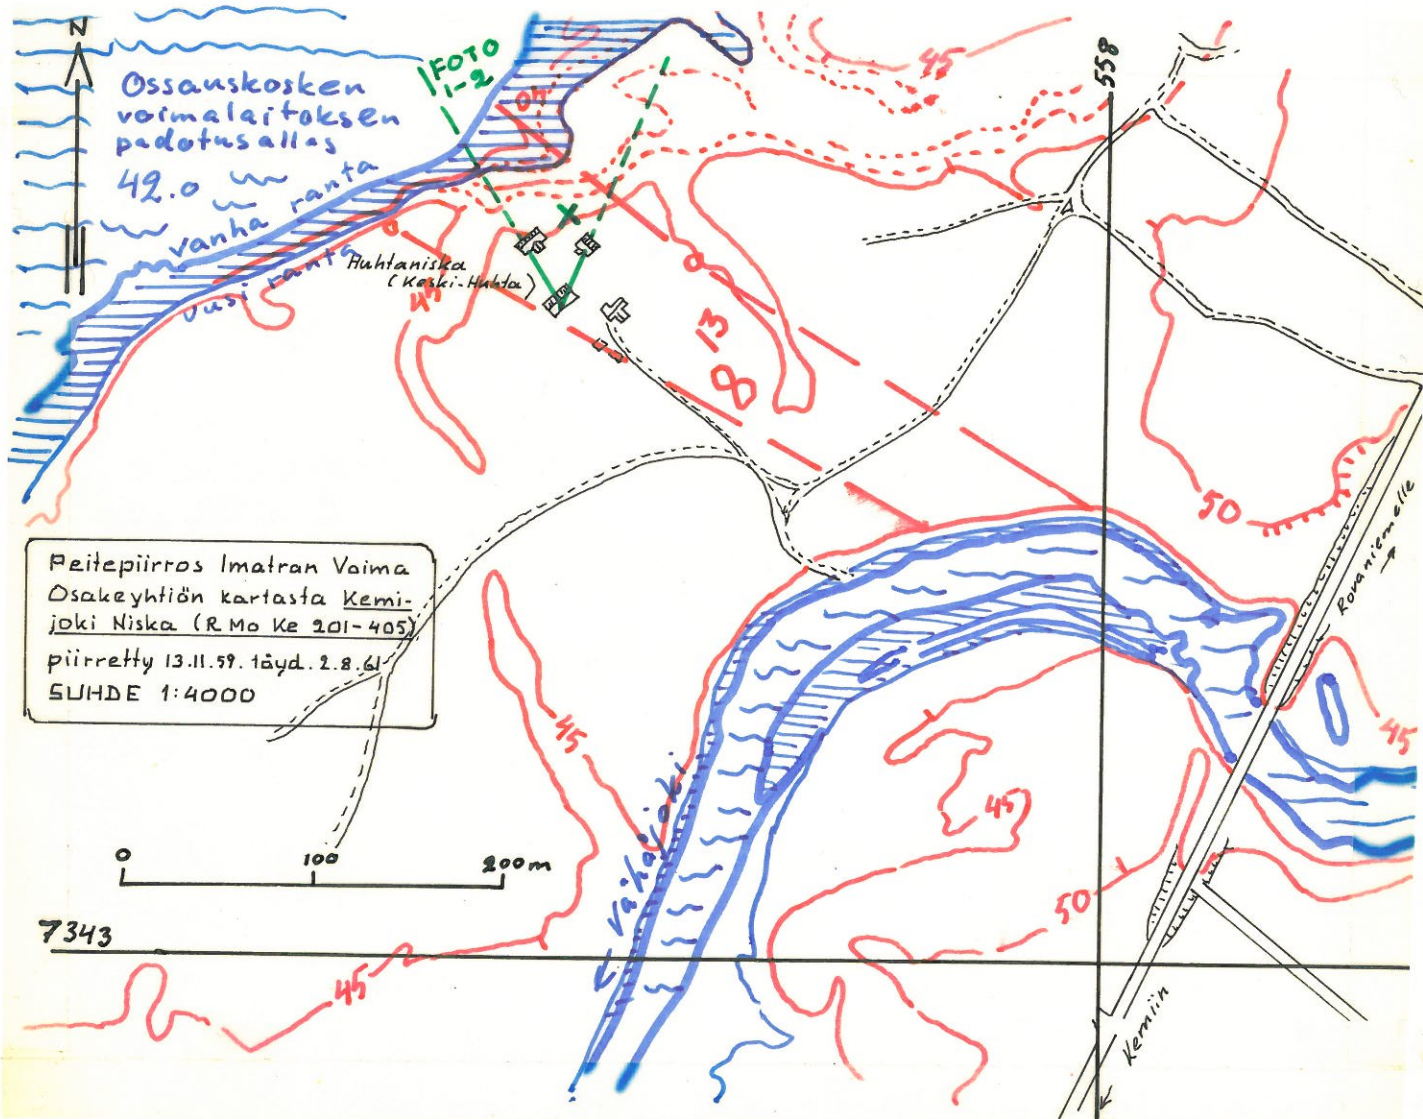 N
FOTO
1-2
Ossauskosken
voimalaitoksen
padotusallas
42.0
vanha ranta
uusi ranta
40
45
558
Huhtaniska
(Keski-Huhta)
45
8
13
50
Rovaniemelle
Peitepiirros Imatran Voima
Osakeyhtiön kartasta Kemi-
joki Niska (R Mo Ke 201-405)
piirretty 13.11.59. täyd. 2.8.61
SUHDE 1:4000
45
45
45
Vähäjoki
0 100 200m
50
7343
45
Kemiin